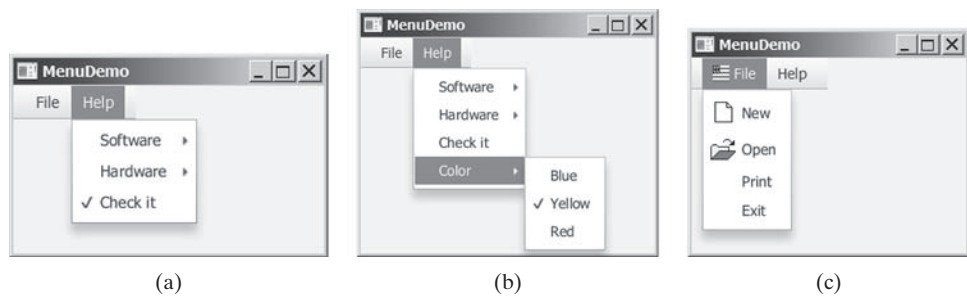 MenuDemo
File Help
Software
Hardware
✓ Check it
(a)
MenuDemo
File Help
Software
Hardware
Check it
Color
Blue
✓ Yellow
Red
(b)
MenuDemo
File Help
New
Open
Print
Exit
(c)